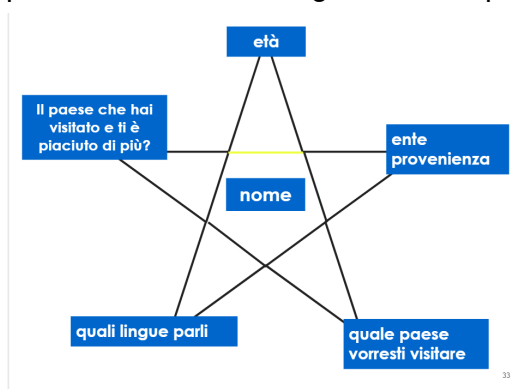 età
Il paese che hai
visitato e ti è
piaciuto di più?
ente
provenienza
nome
quali lingue parli
quale paese
vorresti visitare
33